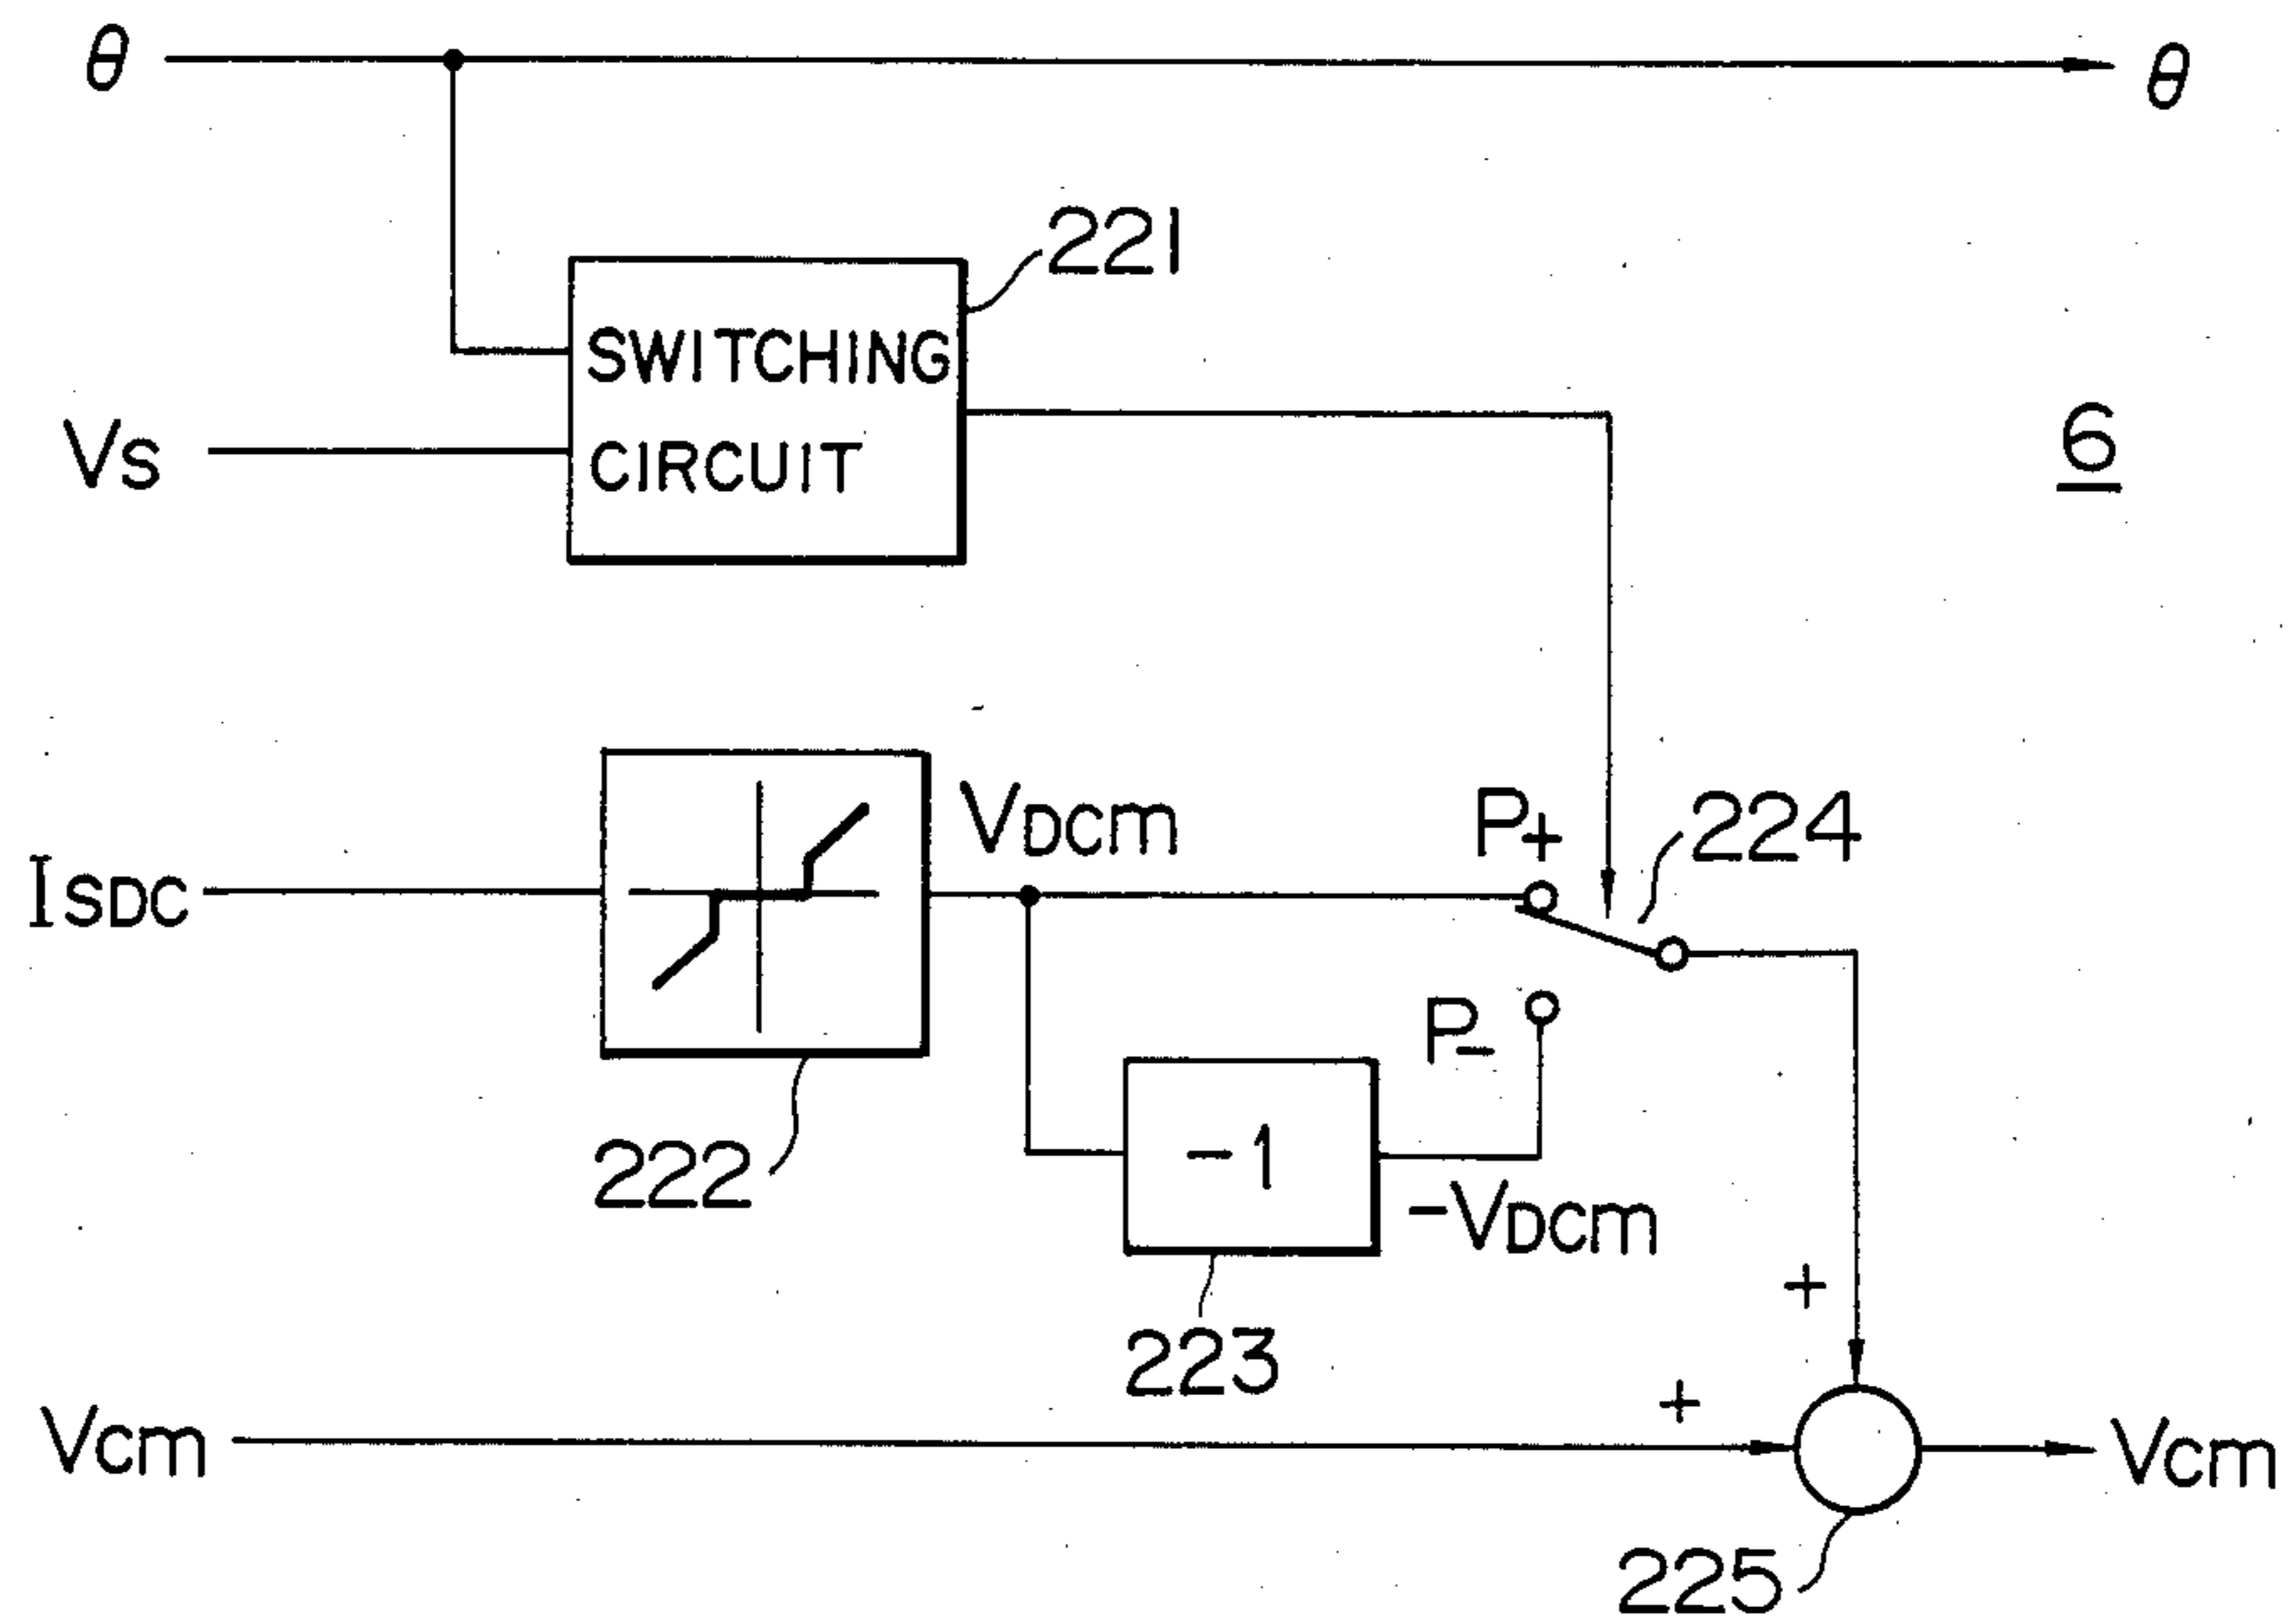 θ
θ
221
SWITCHING
CIRCUIT
Vs
6
ISDC
VDCm
P+
224
P-
222
-1
-VDCm
223
+
+
Vcm
Vcm
225